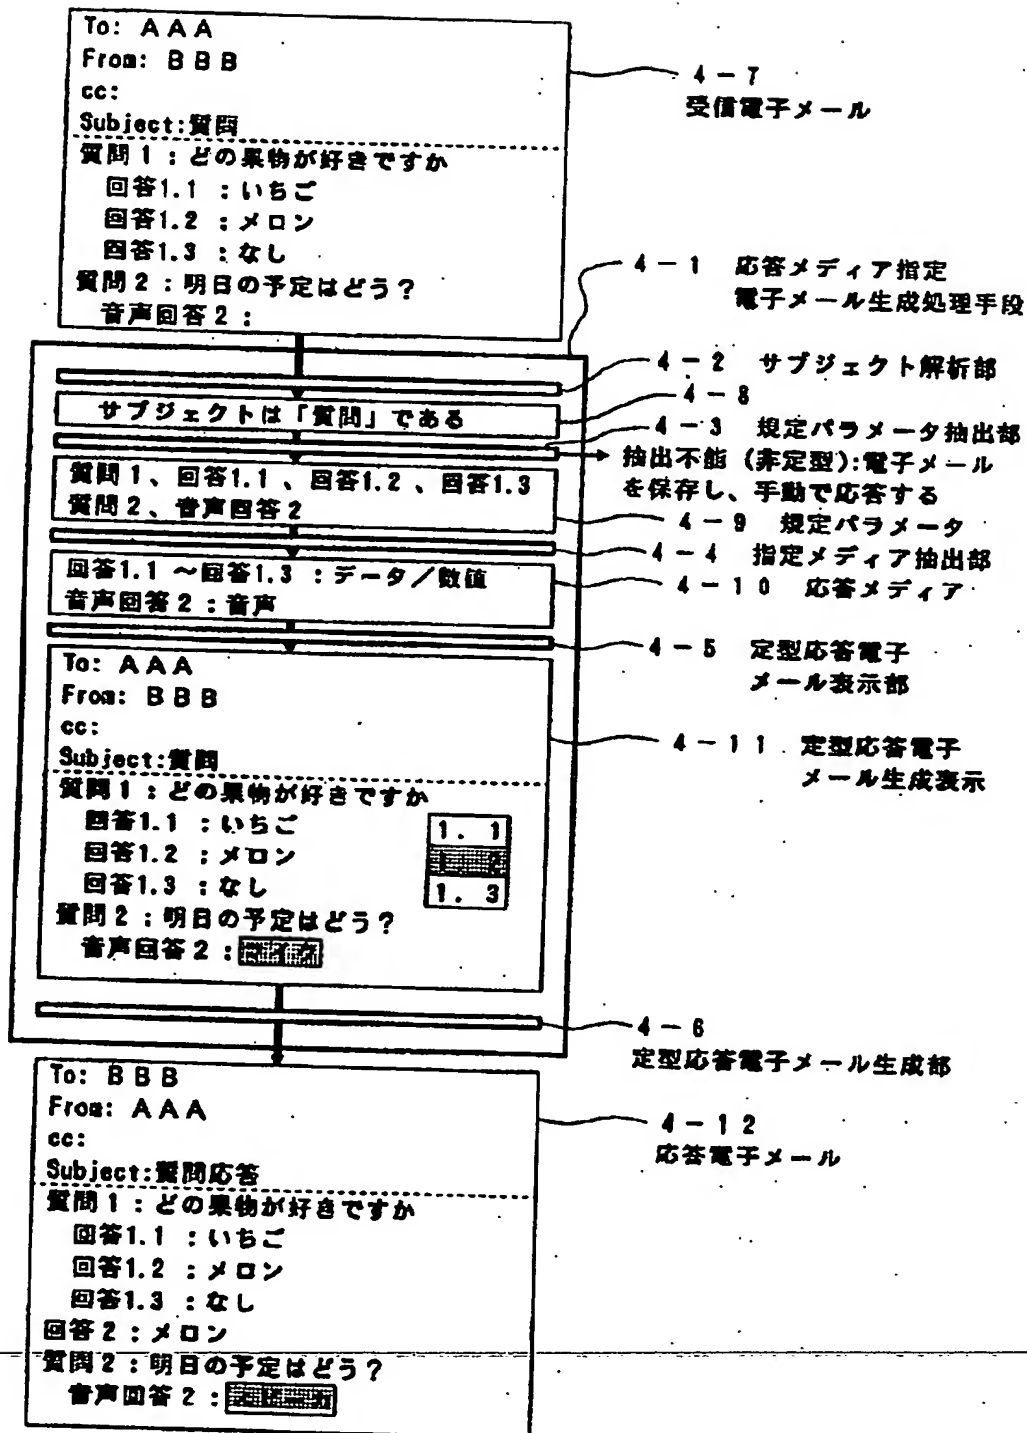 To: AAA
From: BBB
cc:
Subject:質問
質問1:どの果物が好きですか
回答1.1 :いちご
回答1.2 :メロン
回答1.3 :なし
質問2:明日の予定はどう?
音声回答2:
4-7
受信電子メール
4-1 応答メディア指定
電子メール生成処理手段
4-2 サブジェクト解析部
サブジェクトは「質問」である
4-8
4-3 規定パラメータ抽出部
抽出不能(非定型):電子メール
を保存し、手動で応答する
質問1、回答1.1 、回答1.2 、回答1.3
質問2、音声回答2
4-9 規定パラメータ
4-4 指定メディア抽出部
回答1.1 ~回答1.3 :データ/数値
音声回答2:音声
4-10 応答メディア
4-5 定型応答電子
メール表示部
To: AAA
From: BBB
cc:
Subject:質問
質問1:どの果物が好きですか
回答1.1 :いちご
回答1.2 :メロン
回答1.3 :なし
1. 1
1. 2
1. 3
質問2:明日の予定はどう?
音声回答2:
4-11 定型応答電子
メール生成表示
4-6
定型応答電子メール生成部
To: BBB
From: AAA
cc:
Subject:質問応答
質問1:どの果物が好きですか
回答1.1 :いちご
回答1.2 :メロン
回答1.3 :なし
回答2:メロン
質問2:明日の予定はどう?
音声回答2:
4-12
応答電子メール